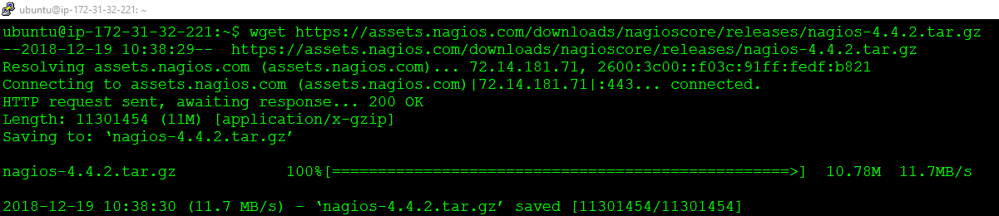 ubuntu@ip-172-31-32-221: ~
ubuntu@ip-172-31-32-221:~$ wget https://assets.nagios.com/downloads/nagioscore/releases/nagios-4.4.2.tar.gz
--2018-12-19 10:38:29--  https://assets.nagios.com/downloads/nagioscore/releases/nagios-4.4.2.tar.gz
Resolving assets.nagios.com (assets.nagios.com)... 72.14.181.71, 2600:3c00::f03c:91ff:fedf:b821
Connecting to assets.nagios.com (assets.nagios.com)|72.14.181.71|:443... connected.
HTTP request sent, awaiting response... 200 OK
Length: 11301454 (11M) [application/x-gzip]
Saving to: ‘nagios-4.4.2.tar.gz’
nagios-4.4.2.tar.gz            100%[==================================================>]  10.78M  11.7MB/s
2018-12-19 10:38:30 (11.7 MB/s) - ‘nagios-4.4.2.tar.gz’ saved [11301454/11301454]